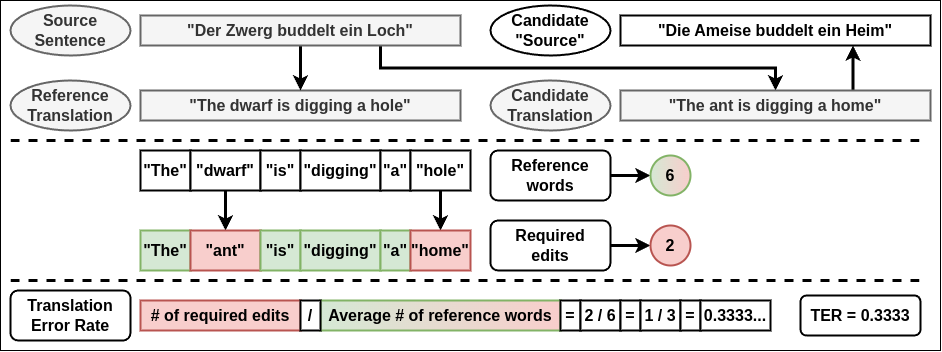 Source
Sentence
"Der Zwerg buddelt ein Loch"
Candidate
"Source"
"Die Ameise buddelt ein Heim"
Reference
Translation
"The dwarf is digging a hole"
Candidate
Translation
"The ant is digging a home"
"The" "dwarf" "is" "digging" "a" "hole"
Reference
words
6
"The" "ant" "is" "digging" "a" "home"
Required
edits
2
Translation
Error Rate
# of required edits / Average # of reference words = 2 / 6 = 1 / 3 = 0.3333...
TER = 0.3333